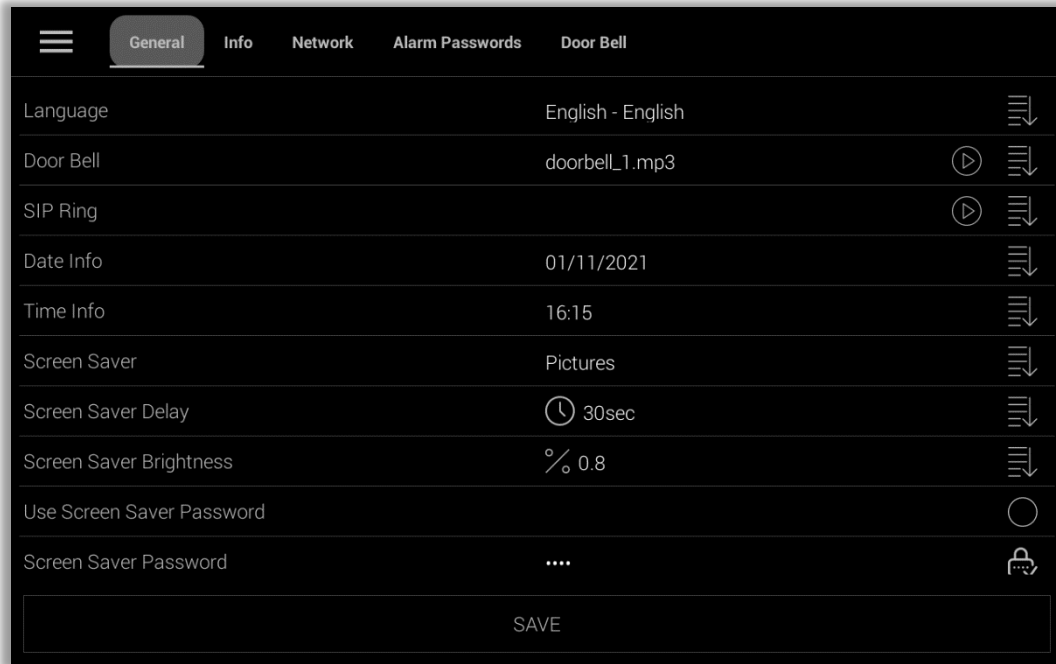 General Info Network Alarm Passwords Door Bell
Language English - English
Door Bell doorbell_1.mp3
SIP Ring
Date Info 01/11/2021
Time Info 16:15
Screen Saver Pictures
Screen Saver Delay 30sec
Screen Saver Brightness % 0.8
Use Screen Saver Password
Screen Saver Password ••••
SAVE